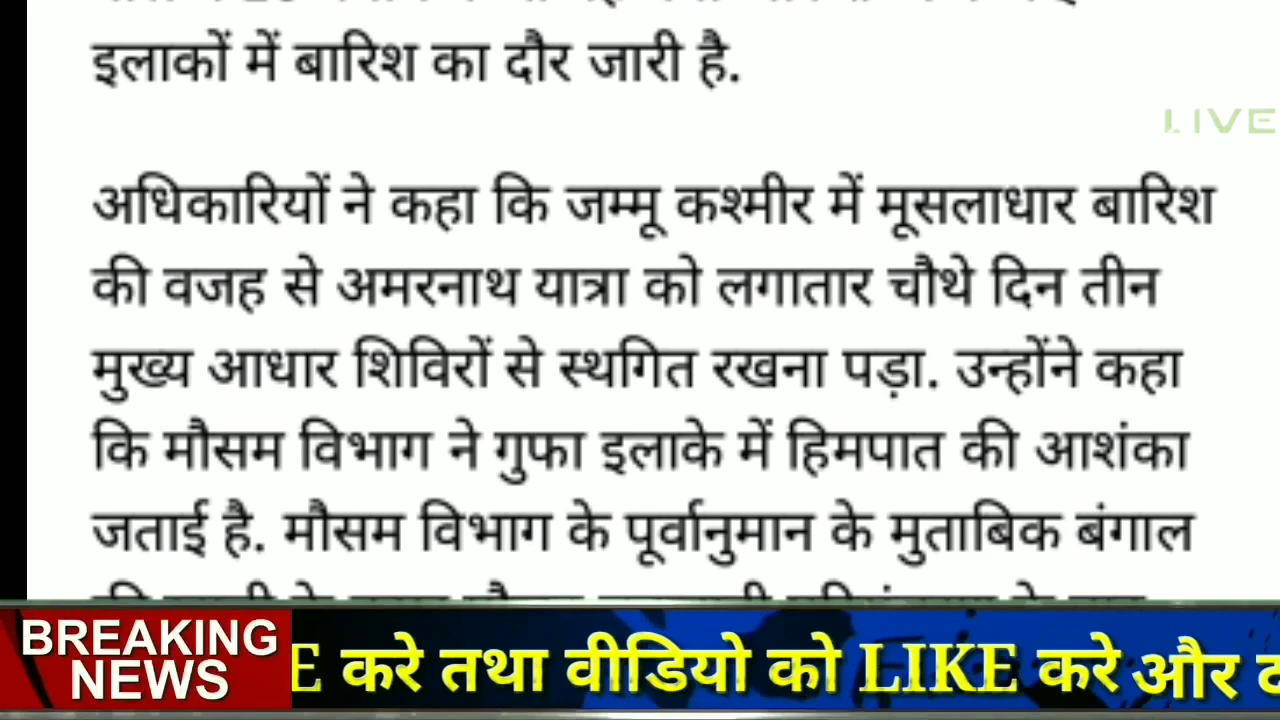 इलाकों में बारिश का दौर जारी है.
LIVE
अधिकारियों ने कहा कि जम्मू कश्मीर में मूसलाधार बारिश
की वजह से अमरनाथ यात्रा को लगातार चौथे दिन तीन
मुख्य आधार शिविरों से स्थगित रखना पड़ा. उन्होंने कहा
कि मौसम विभाग ने गुफा इलाके में हिमपात की आशंका
जताई है. मौसम विभाग के पूर्वानुमान के मुताबिक बंगाल
BREAKING
NEWS
E करे तथा वीडियो को LIKE करे और